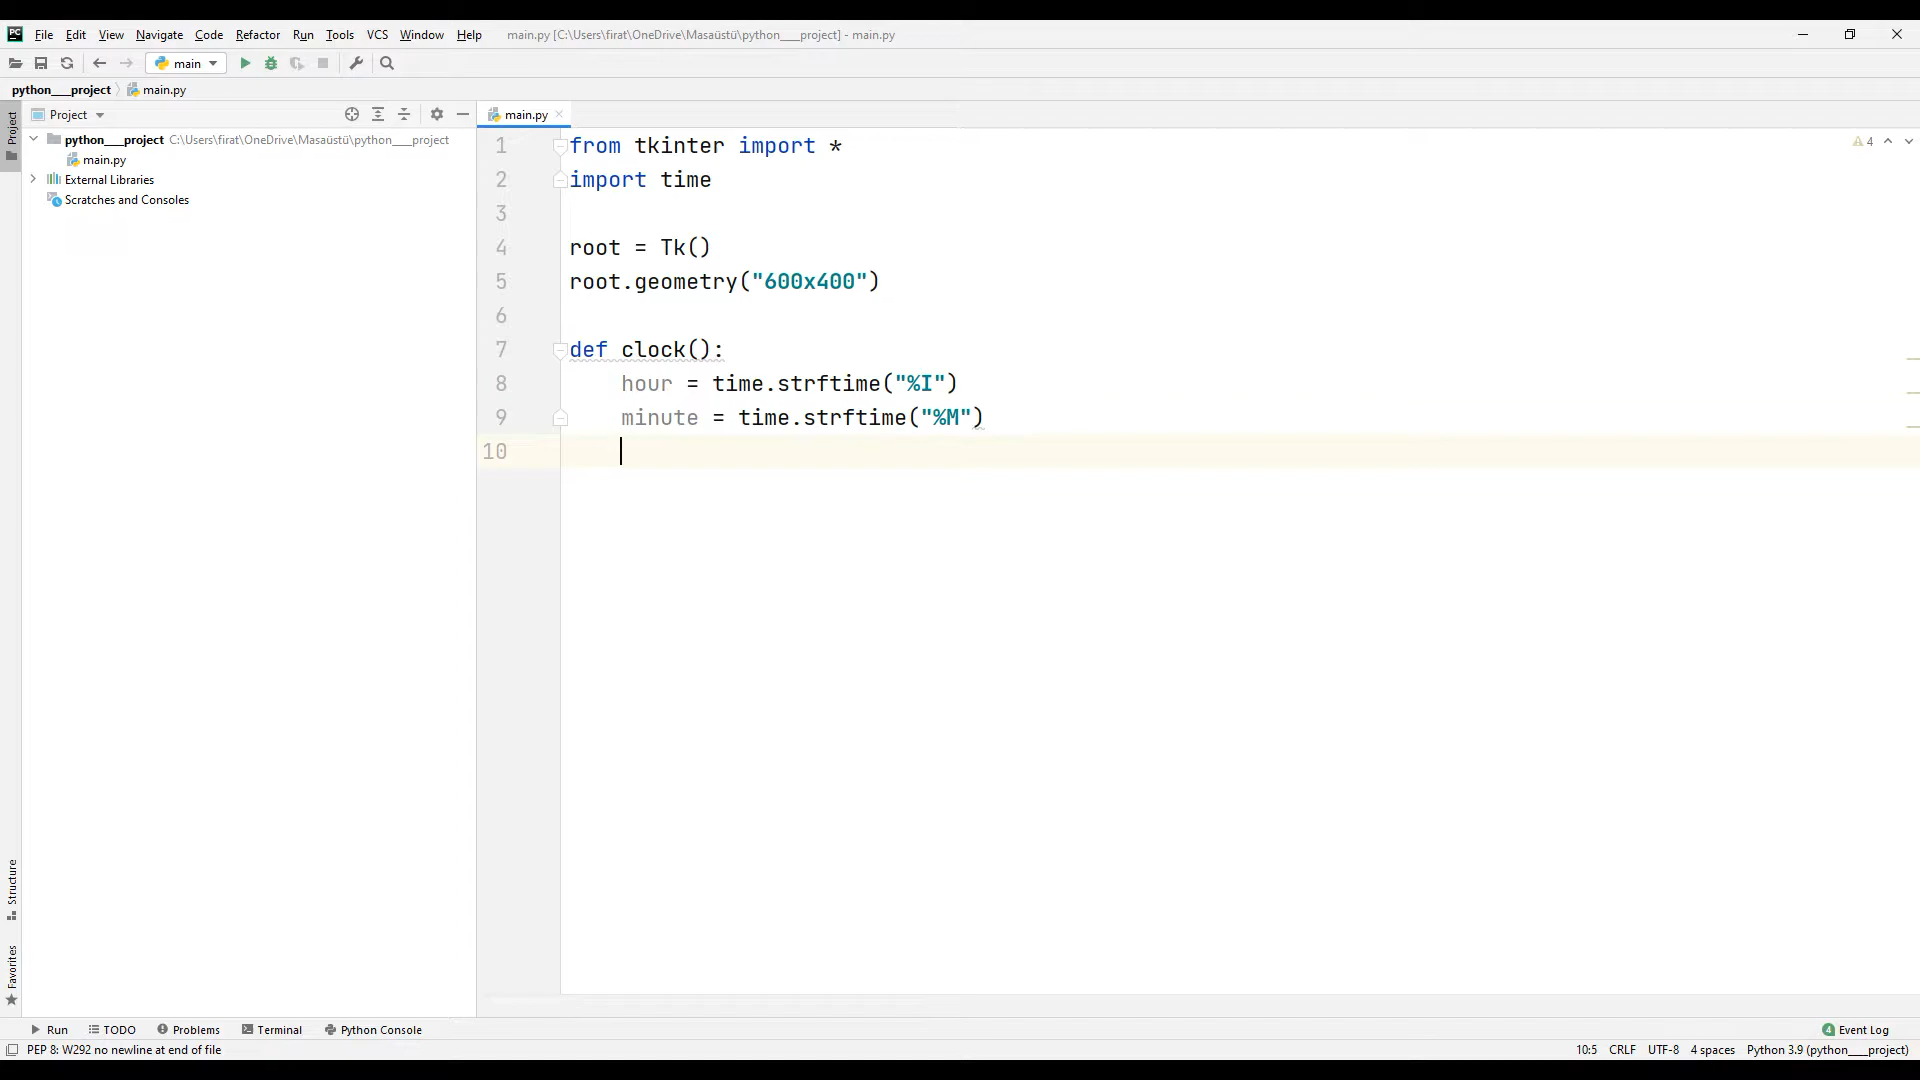 File Edit View Navigate Code Refactor Run Tools VCS Window Help main.py [C:\Users\firat\OneDrive\Masaüstü\python___project] - main.py
main
python___project main.py
Project
main.py
Project
python___project C:\Users\firat\OneDrive\Masaüstü\python___project
main.py
External Libraries
Scratches and Consoles
1 from tkinter import *
2 import time
3
4 root = Tk()
5 root.geometry("600x400")
6
7 def clock():
8 hour = time.strftime("%I")
9 minute = time.strftime("%M")
10
4
Structure
Favorites
Run TODO Problems Terminal Python Console 4 Event Log
PEP 8: W292 no newline at end of file 10:5 CRLF UTF-8 4 spaces Python 3.9 (python___project)